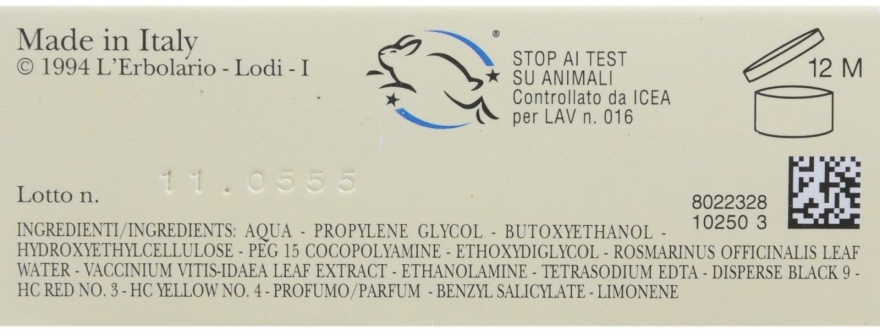 Made in Italy
© 1994 L'Erbolario - Lodi - I
®
STOP AI TEST
SU ANIMALI
Controllato da ICEA
per LAV n. 016
12 M
Lotto n. 11.0555
8022328
10250 3
INGREDIENTI/INGREDIENTS: AQUA - PROPYLENE GLYCOL - BUTOXYETHANOL -
HYDROXYETHYLCELLULOSE - PEG 15 COCOPOLYAMINE - ETHOXYDIGLYCOL - ROSMARINUS OFFICINALIS LEAF
WATER - VACCINIUM VITIS-IDAEA LEAF EXTRACT - ETHANOLAMINE - TETRASODIUM EDTA - DISPERSE BLACK 9 -
HC RED NO. 3 - HC YELLOW NO. 4 - PROFUMO/PARFUM - BENZYL SALICYLATE - LIMONENE